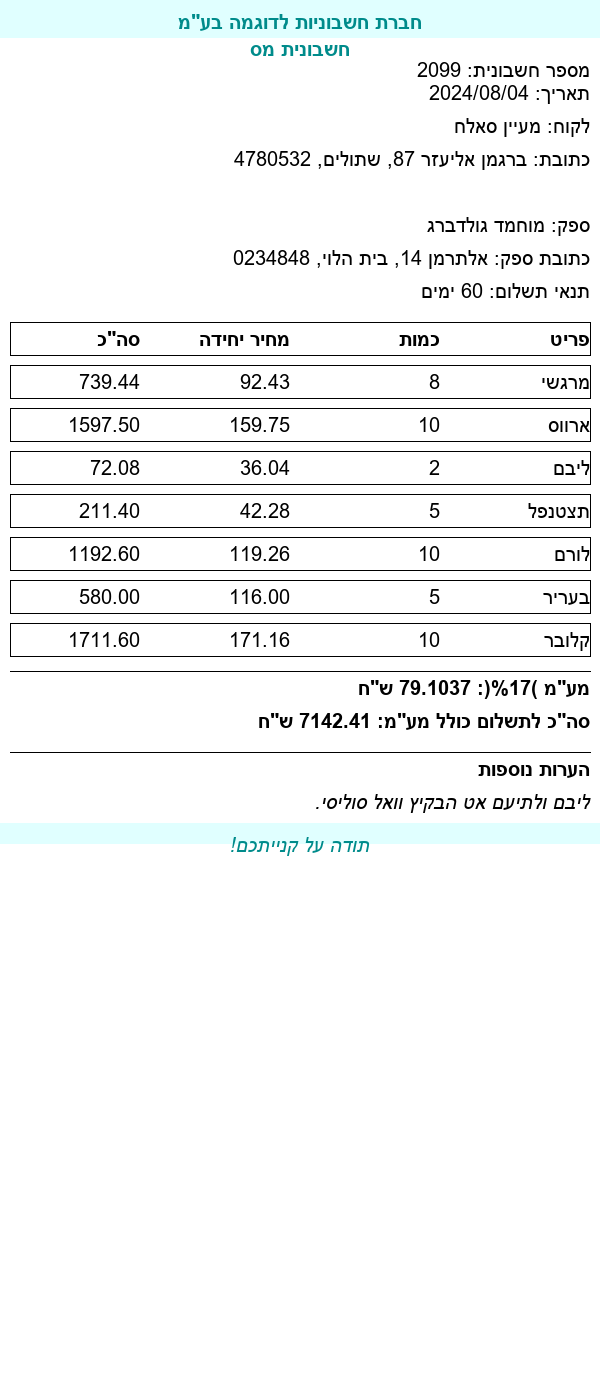 חברת חשבוניות לדוגמה בע"מ
חשבונית מס
מספר חשבונית: 2099
תאריך: 2024/08/04
לקוח: מעיין סאלח
כתובת: ברגמן אליעזר 87, שתולים, 4780532
ספק: מוחמד גולדברג
כתובת ספק: אלתרמן 14, בית הלוי, 0234848
תנאי תשלום: 60 ימים
פריט כמות מחיר יחידה סה"כ
מרגשי 8 92.43 739.44
ארווס 10 159.75 1597.50
ליבם 2 36.04 72.08
תצטנפל 5 42.28 211.40
לורם 10 119.26 1192.60
בעריר 5 116.00 580.00
קלובר 10 171.16 1711.60
מע"מ )17%(: 79.1037 ש"ח
סה"כ לתשלום כולל מע"מ: 7142.41 ש"ח
הערות נוספות
ליבם ולתיעם אט הבקיץ וואל סוליסי.
תודה על קנייתכם!